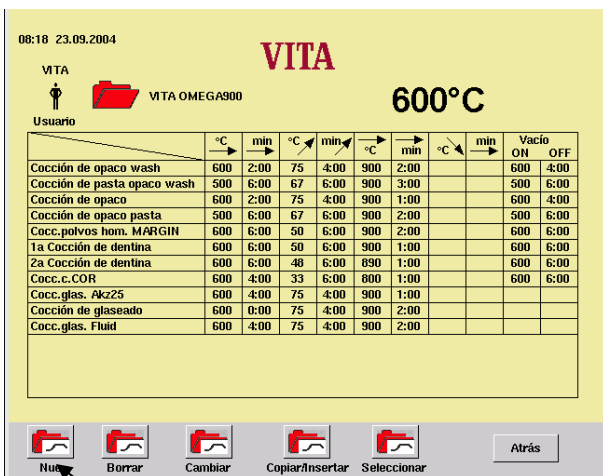 08:18 23.09.2004
VITA
VITA
VITA OMEGA900
600°C
Usuario
°C min °C min °C min °C min Vacío
ON OFF
Cocción de opaco wash 600 2:00 75 4:00 900 2:00 600 4:00
Cocción de pasta opaco wash 500 6:00 67 6:00 900 3:00 500 6:00
Cocción de opaco 600 2:00 75 4:00 900 1:00 600 4:00
Cocción de opaco pasta 500 6:00 67 6:00 900 2:00 500 6:00
Cocc.polvos hom. MARGIN 600 6:00 50 6:00 900 2:00 600 6:00
1a Cocción de dentina 600 6:00 50 6:00 900 1:00 600 6:00
2a Cocción de dentina 600 6:00 48 6:00 890 1:00 600 6:00
Cocc.c.COR 600 4:00 33 6:00 800 1:00 600 6:00
Cocc.glas. Akz25 600 4:00 75 4:00 900 1:00
Cocción de glaseado 600 0:00 75 4:00 900 2:00
Cocc.glas. Fluid 600 4:00 75 4:00 900 2:00
Borrar Cambiar Copiar/Insertar Seleccionar Atrás